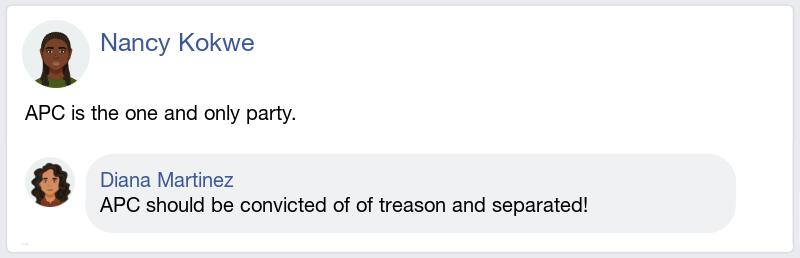 Nancy Kokwe
APC is the one and only party.
Diana Martinez
APC should be convicted of of treason and separated!